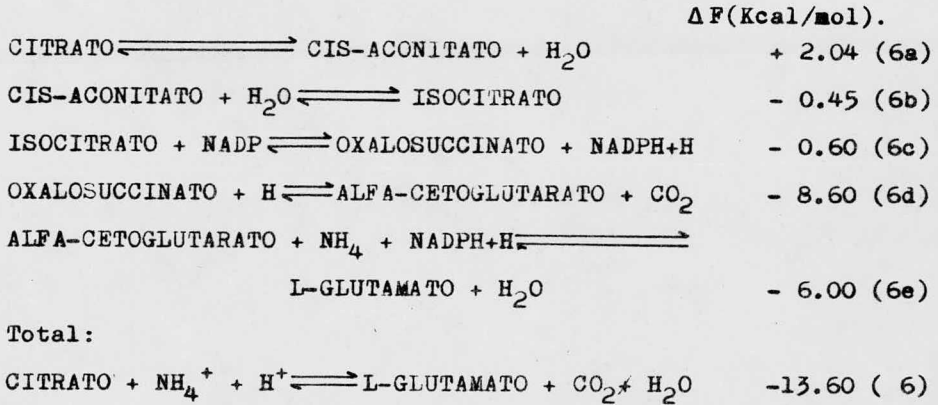 Δ F(Kcal/mol).
CITRATO ⇌ CIS-ACONITATO + H₂O + 2.04 (6a)
CIS-ACONITATO + H₂O ⇌ ISOCITRATO - 0.45 (6b)
ISOCITRATO + NADP ⇌ OXALOSUCCINATO + NADPH+H - 0.60 (6c)
OXALOSUCCINATO + H ⇌ ALFA-CETOGLUTARATO + CO₂ - 8.60 (6d)
ALFA-CETOGLUTARATO + NH₄ + NADPH+H ⇌
L-GLUTAMATO + H₂O - 6.00 (6e)
Total:
CITRATO + NH₄⁺ + H⁺ ⇌ L-GLUTAMATO + CO₂+ H₂O -13.60 ( 6)